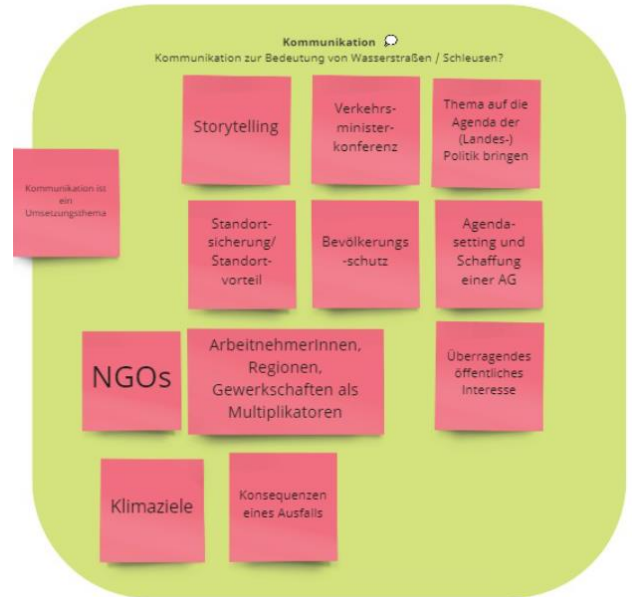 Kommunikation
Kommunikation zur Bedeutung von Wasserstraßen / Schleusen?
Storytelling
Verkehrs-
minister-
konferenz
Thema auf die
Agenda der
(Landes-)
Politik bringen
Kommunikation ist
ein
Umsetzungsthema
Standort-
sicherung/
Standort-
vorteil
Bevölkerungs
-schutz
Agenda-
setting und
Schaffung
einer AG
NGOs
ArbeitnehmerInnen,
Regionen,
Gewerkschaften als
Multiplikatoren
Überragendes
öffentliches
Interesse
Klimaziele
Konsequenzen
eines Ausfalls